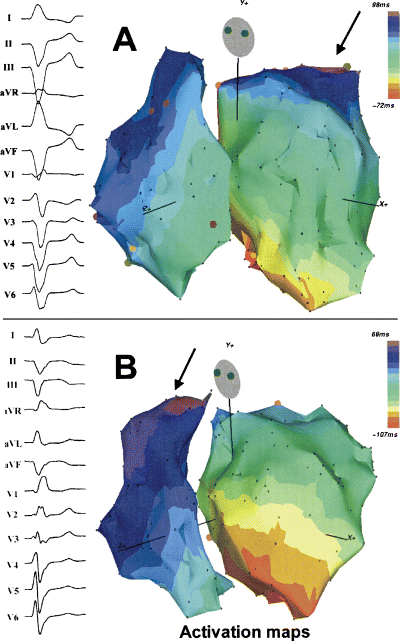 I
II
III
aVR
aVL
aVF
V1
V2
V3
V4
V5
V6
A
Y+
98ms
-72ms
X+
Z+
I
II
III
aVR
aVL
aVF
V1
V2
V3
V4
V5
V6
B
Y+
-107ms
X+
Activation maps